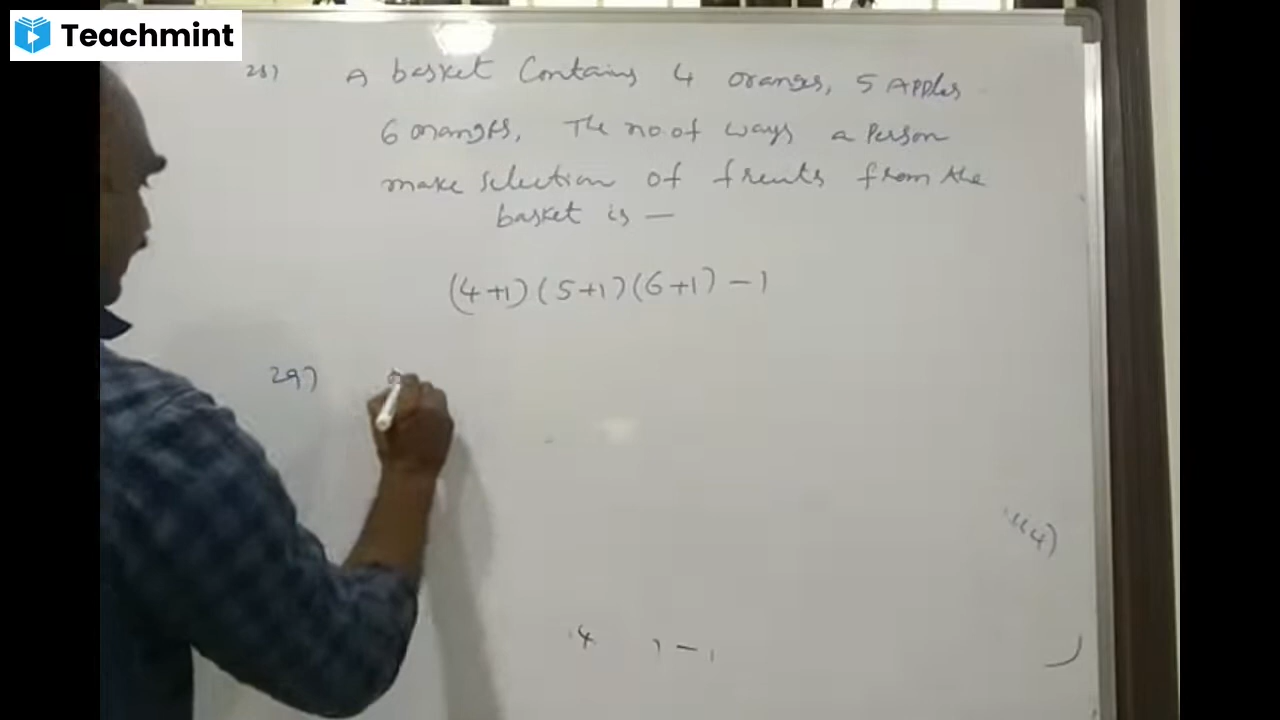 Teachmint
28) A basket Contains 4 oranges, 5 Apples
6 oranges, The no. of ways a Person
make selection of fruits from the
basket is —
(4+1) (5+1) (6+1) - 1
29)